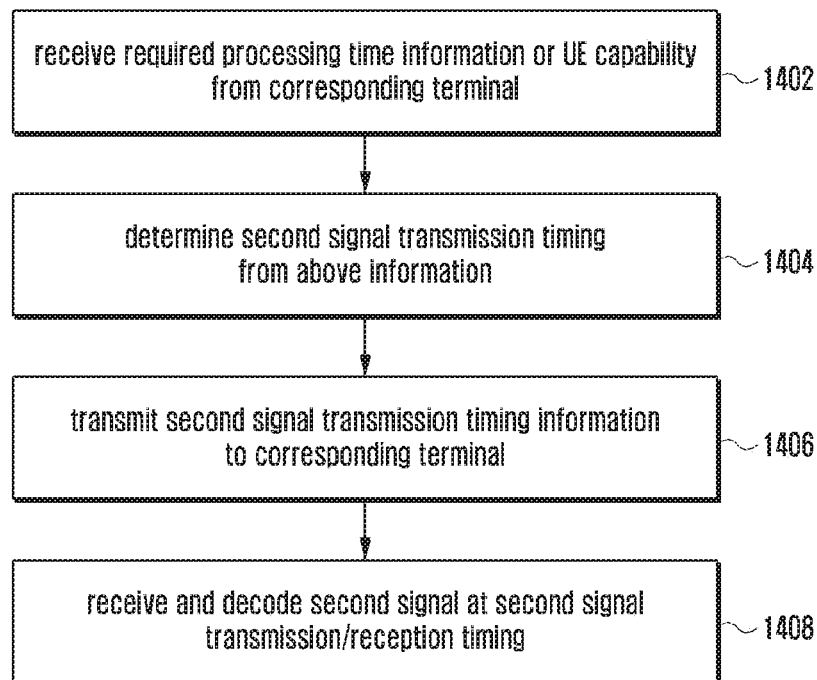 receive required processing time information or UE capability
from corresponding terminal
1402
determine second signal transmission timing
from above information
1404
transmit second signal transmission timing information
to corresponding terminal
1406
receive and decode second signal at second signal
transmission/reception timing
1408